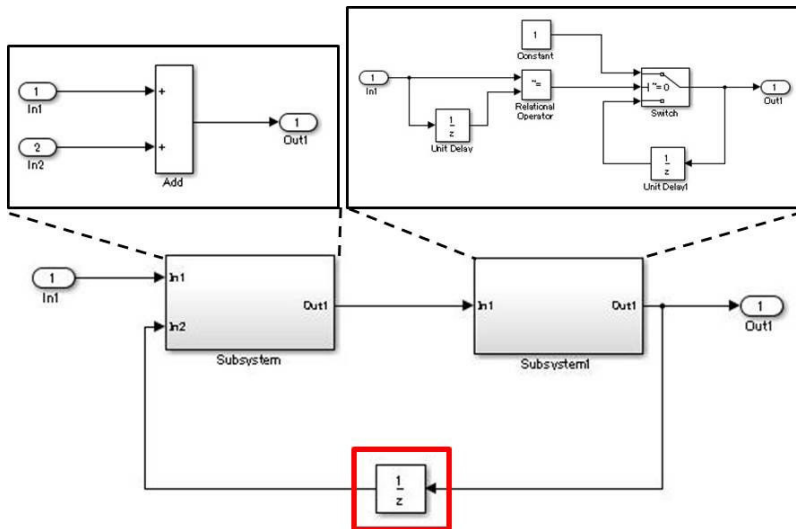 1
In1
2
In2
+
+
Add
1
Out1
1
In1
1
z
Unit Delay
1
Constant
~=
Relational
Operator
~= 0
Switch
1
z
Unit Delay1
1
Out1
1
In1
In1
In2
Out1
Subsystem
In1
Out1
Subsystem1
1
Out1
1
z